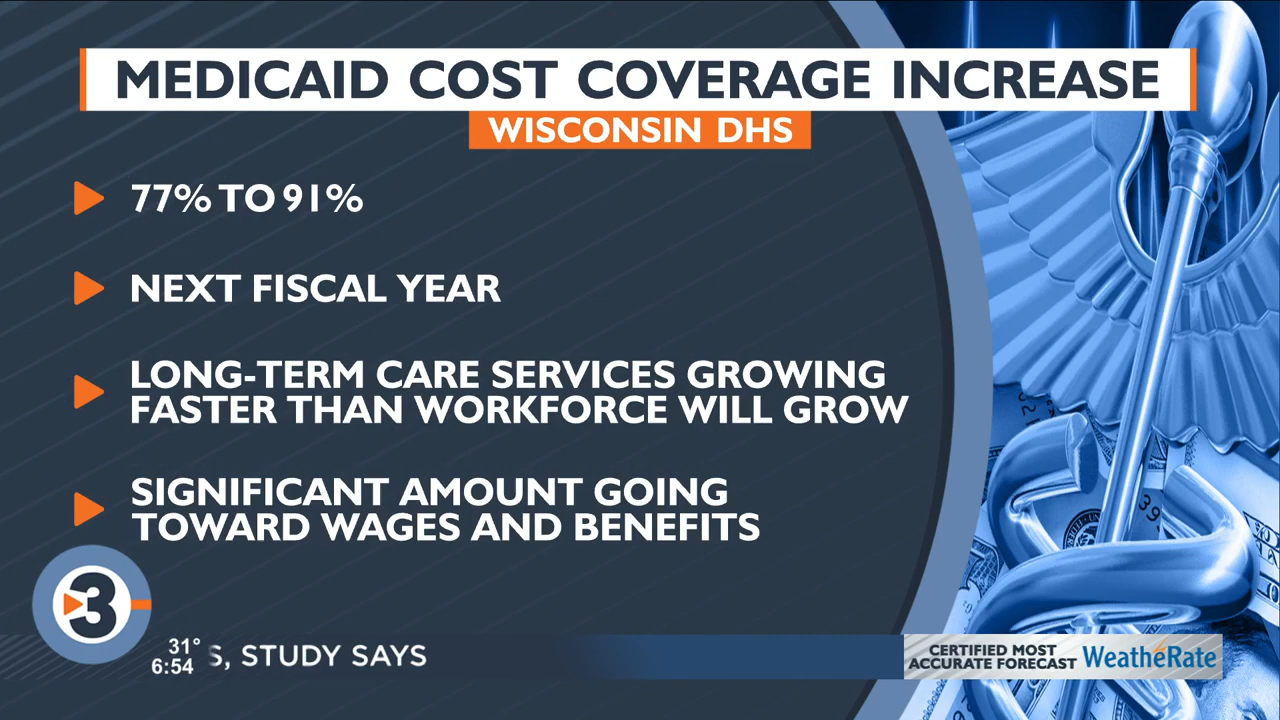 MEDICAID COST COVERAGE INCREASE
WISCONSIN DHS
77% TO 91%
NEXT FISCAL YEAR
LONG-TERM CARE SERVICES GROWING
FASTER THAN WORKFORCE WILL GROW
SIGNIFICANT AMOUNT GOING
TOWARD WAGES AND BENEFITS
3
31°
6:54
S, STUDY SAYS
CERTIFIED MOST
ACCURATE FORECAST
WeatheRate
39